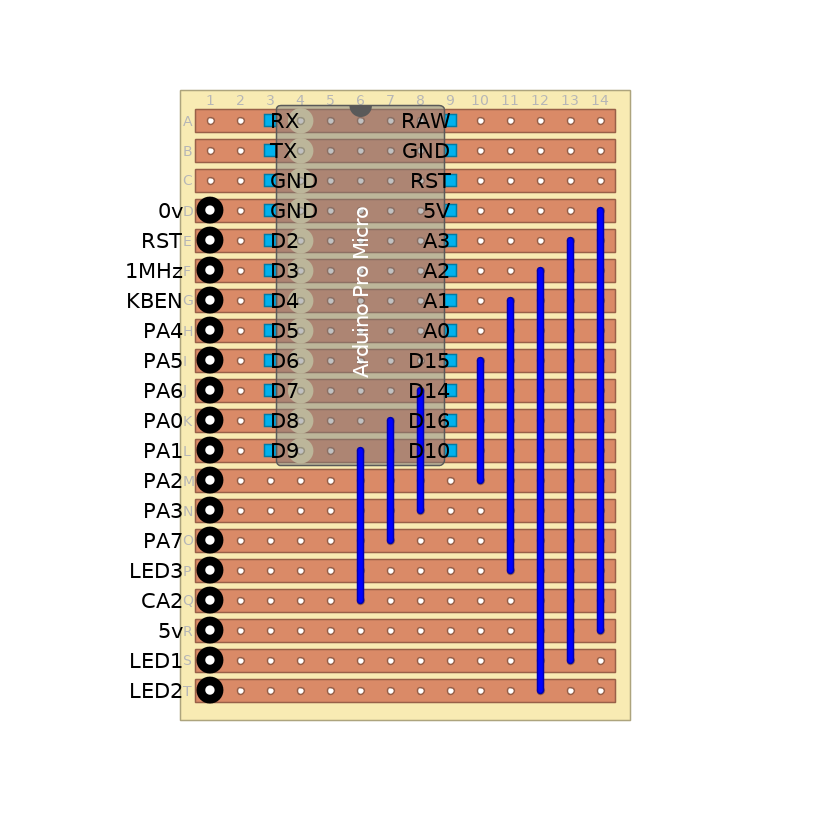 1 2 3 4 5 6 7 8 9 10 11 12 13 14
A RX RAW
B TX GND
C GND RST
0v D GND 5V
RST E D2 A3
1MHz F D3 A2
KBEN G D4 A1
PA4 H D5 A0
PA5 I D6 D15
PA6 J D7 D14
PA0 K D8 D16
PA1 L D9 D10
Arduino Pro Micro
PA2 M
PA3 N
PA7 O
LED3 P
CA2 Q
5v R
LED1 S
LED2 T